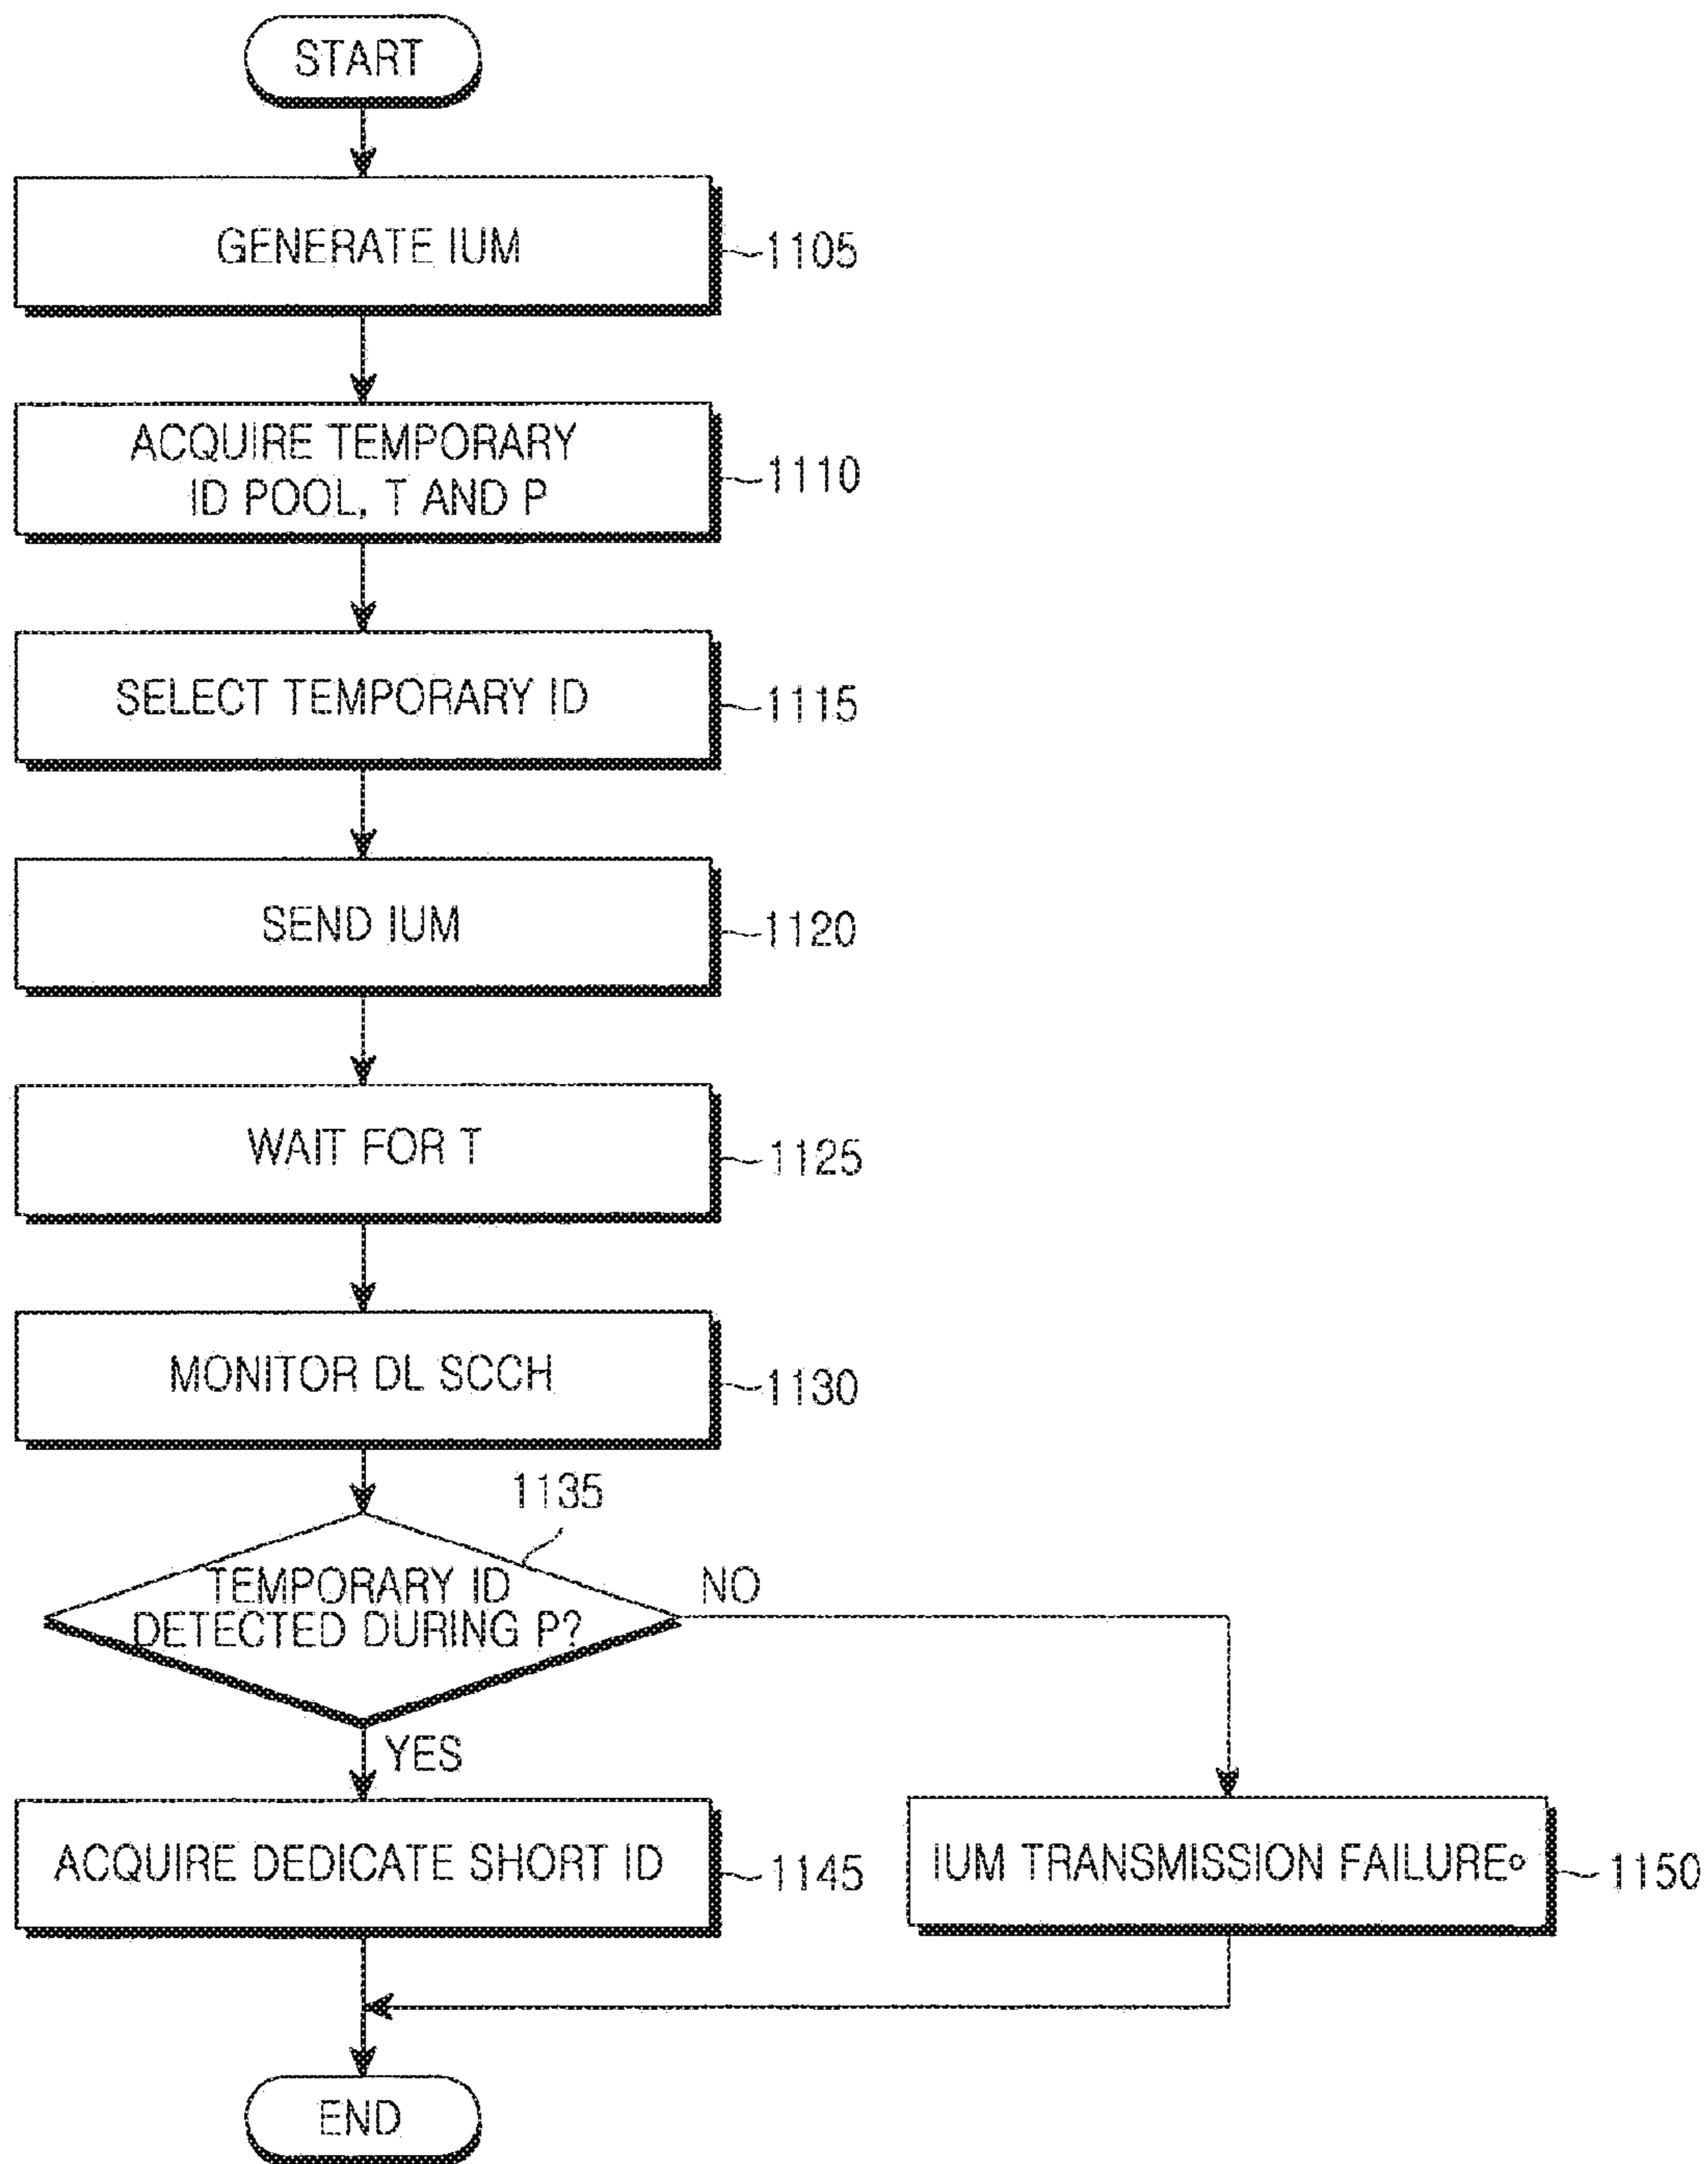 START
GENERATE IUM
1105
ACQUIRE TEMPORARY
ID POOL, T AND P
1110
SELECT TEMPORARY ID
1115
SEND IUM
1120
WAIT FOR T
1125
MONITOR DL SCCH
1130
1135
TEMPORARY ID
DETECTED DURING P?
NO
YES
ACQUIRE DEDICATE SHORT ID
1145
IUM TRANSMISSION FAILURE°
1150
END